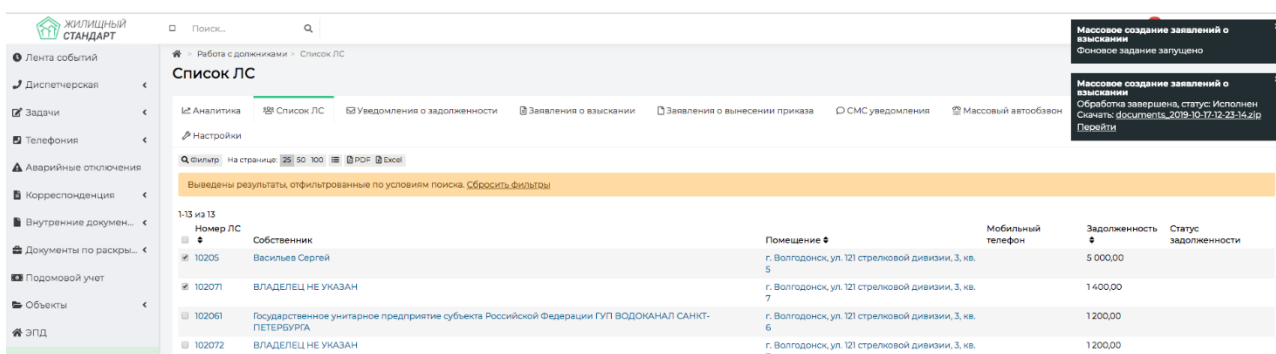 ЖИЛИЩНЫЙ
СТАНДАРТ
Поиск...
Массовое создание заявлений о
взыскании
Фоновое задание запущено
Массовое создание заявлений о
взыскании
Обработка завершена, статус: Исполнен
Скачать: documents_2019-10-17-12-23-14.zip
Перейти
Лента событий
Диспетчерская
Задачи
Телефония
Аварийные отключения
Корреспонденция
Внутренние докумен...
Документы по раскры...
Подомовой учет
Объекты
ЭПД
> Работа с должниками > Список ЛС
Список ЛС
Аналитика Список ЛС Уведомления о задолженности Заявления о взыскании Заявления о вынесении приказа СМС уведомления Массовый автообзвон
Настройки
Фильтр На странице: 25 50 100 PDF Excel
Выведены результаты, отфильтрованные по условиям поиска. Сбросить фильтры
1-13 из 13
Номер ЛС Собственник Помещение Мобильный телефон Задолженность Статус задолженности
10205 Васильев Сергей г. Волгодонск, ул. 121 стрелковой дивизии, 3, кв. 5 000,00
5
102071 ВЛАДЕЛЕЦ НЕ УКАЗАН г. Волгодонск, ул. 121 стрелковой дивизии, 3, кв. 1 400,00
7
102061 Государственное унитарное предприятие субъекта Российской Федерации ГУП ВОДОКАНАЛ САНКТ- г. Волгодонск, ул. 121 стрелковой дивизии, 3, кв. 1 200,00
ПЕТЕРБУРГА 6
102072 ВЛАДЕЛЕЦ НЕ УКАЗАН г. Волгодонск, ул. 121 стрелковой дивизии, 3, кв. 1 200,00